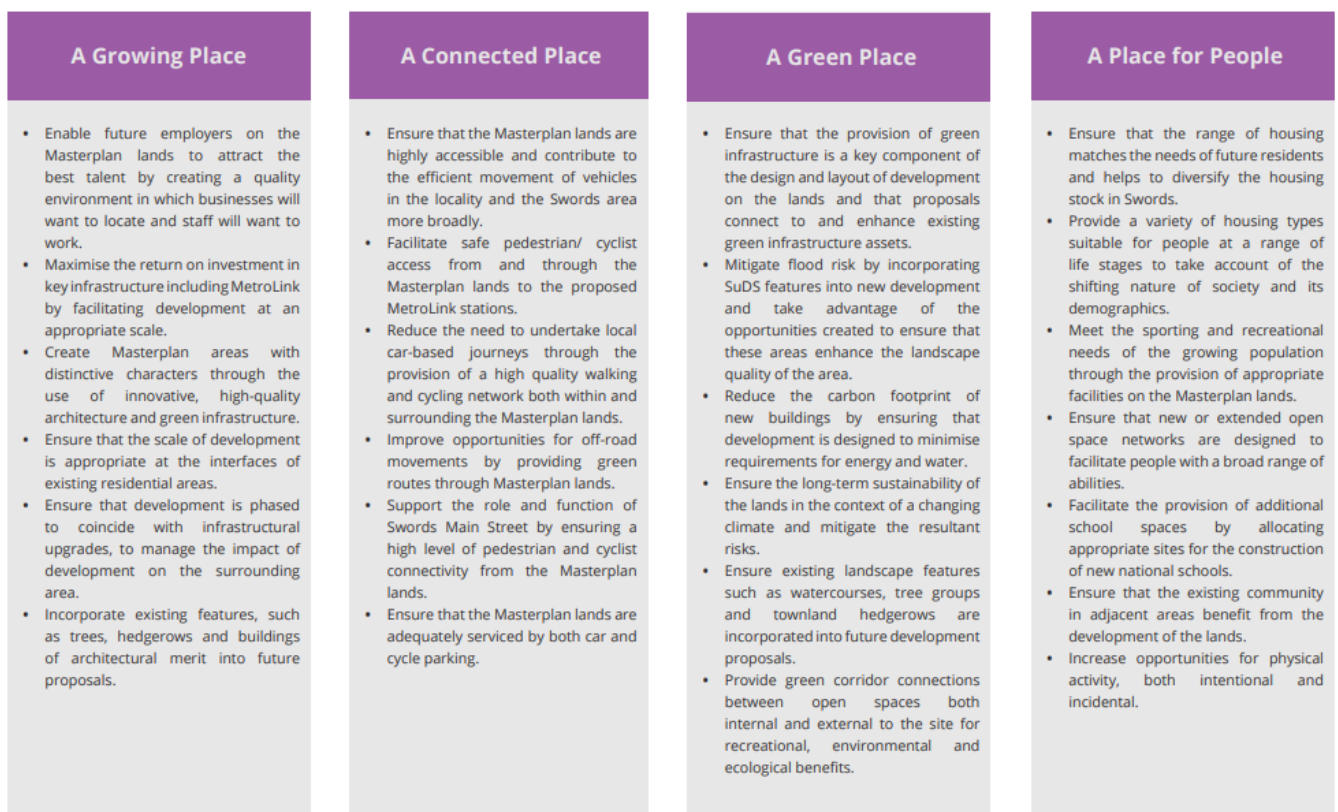 A Growing Place
• Enable future employers on the
Masterplan lands to attract the
best talent by creating a quality
environment in which businesses will
want to locate and staff will want to
work.
• Maximise the return on investment in
key infrastructure including MetroLink
by facilitating development at an
appropriate scale.
• Create Masterplan areas with
distinctive characters through the
use of innovative, high-quality
architecture and green infrastructure.
• Ensure that the scale of development
is appropriate at the interfaces of
existing residential areas.
• Ensure that development is phased
to coincide with infrastructural
upgrades, to manage the impact of
development on the surrounding
area.
• Incorporate existing features, such
as trees, hedgerows and buildings
of architectural merit into future
proposals.
A Connected Place
• Ensure that the Masterplan lands are
highly accessible and contribute to
the efficient movement of vehicles
in the locality and the Swords area
more broadly.
• Facilitate safe pedestrian/ cyclist
access from and through the
Masterplan lands to the proposed
MetroLink stations.
• Reduce the need to undertake local
car-based journeys through the
provision of a high quality walking
and cycling network both within and
surrounding the Masterplan lands.
• Improve opportunities for off-road
movements by providing green
routes through Masterplan lands.
• Support the role and function of
Swords Main Street by ensuring a
high level of pedestrian and cyclist
connectivity from the Masterplan
lands.
• Ensure that the Masterplan lands are
adequately serviced by both car and
cycle parking.
A Green Place
• Ensure that the provision of green
infrastructure is a key component of
the design and layout of development
on the lands and that proposals
connect to and enhance existing
green infrastructure assets.
• Mitigate flood risk by incorporating
SuDS features into new development
and take advantage of the
opportunities created to ensure that
these areas enhance the landscape
quality of the area.
• Reduce the carbon footprint of
new buildings by ensuring that
development is designed to minimise
requirements for energy and water.
• Ensure the long-term sustainability of
the lands in the context of a changing
climate and mitigate the resultant
risks.
• Ensure existing landscape features
such as watercourses, tree groups
and townland hedgerows are
incorporated into future development
proposals.
• Provide green corridor connections
between open spaces both
internal and external to the site for
recreational, environmental and
ecological benefits.
A Place for People
• Ensure that the range of housing
matches the needs of future residents
and helps to diversify the housing
stock in Swords.
• Provide a variety of housing types
suitable for people at a range of
life stages to take account of the
shifting nature of society and its
demographics.
• Meet the sporting and recreational
needs of the growing population
through the provision of appropriate
facilities on the Masterplan lands.
• Ensure that new or extended open
space networks are designed to
facilitate people with a broad range of
abilities.
• Facilitate the provision of additional
school spaces by allocating
appropriate sites for the construction
of new national schools.
• Ensure that the existing community
in adjacent areas benefit from the
development of the lands.
• Increase opportunities for physical
activity, both intentional and
incidental.